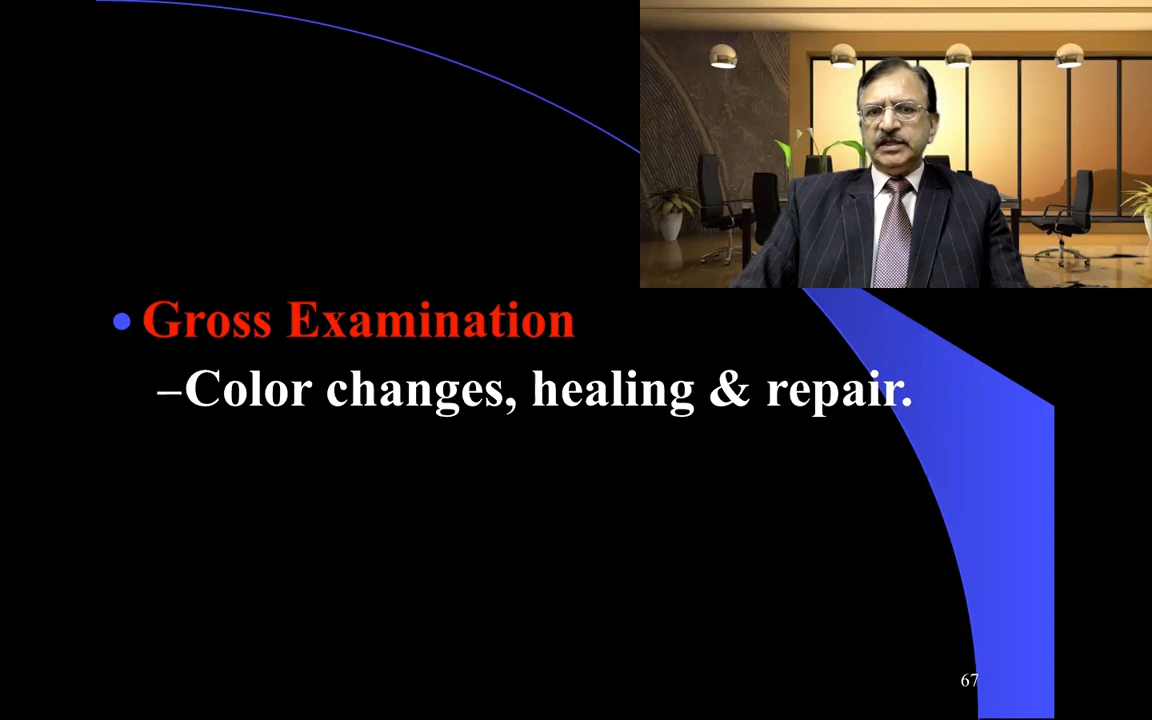 • Gross Examination
–Color changes, healing & repair.
67